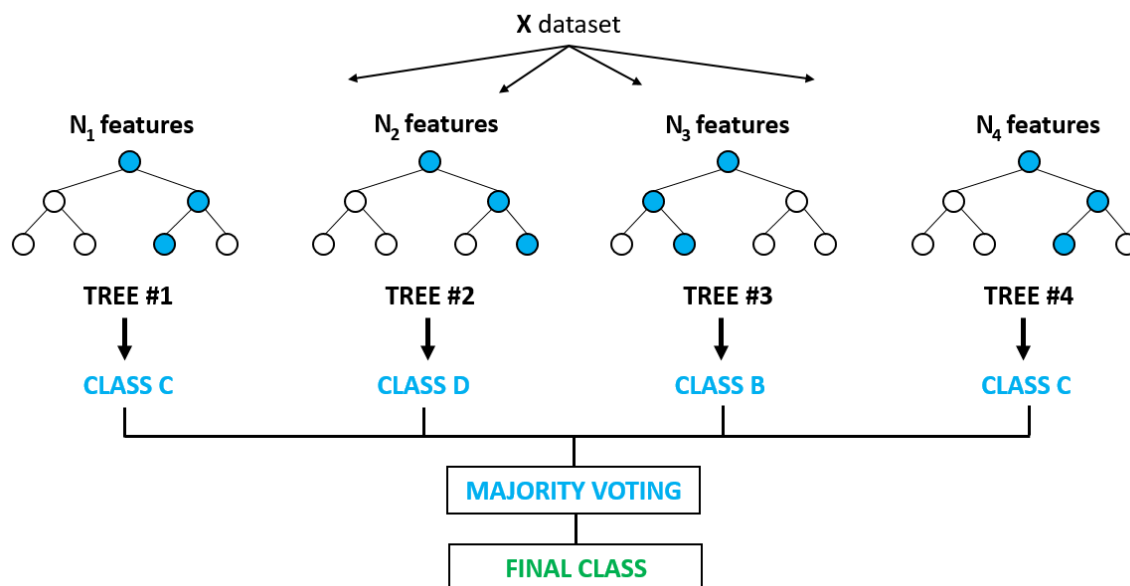 X dataset
N₁ features N₂ features N₃ features N₄ features
TREE #1 TREE #2 TREE #3 TREE #4
CLASS C CLASS D CLASS B CLASS C
MAJORITY VOTING
FINAL CLASS